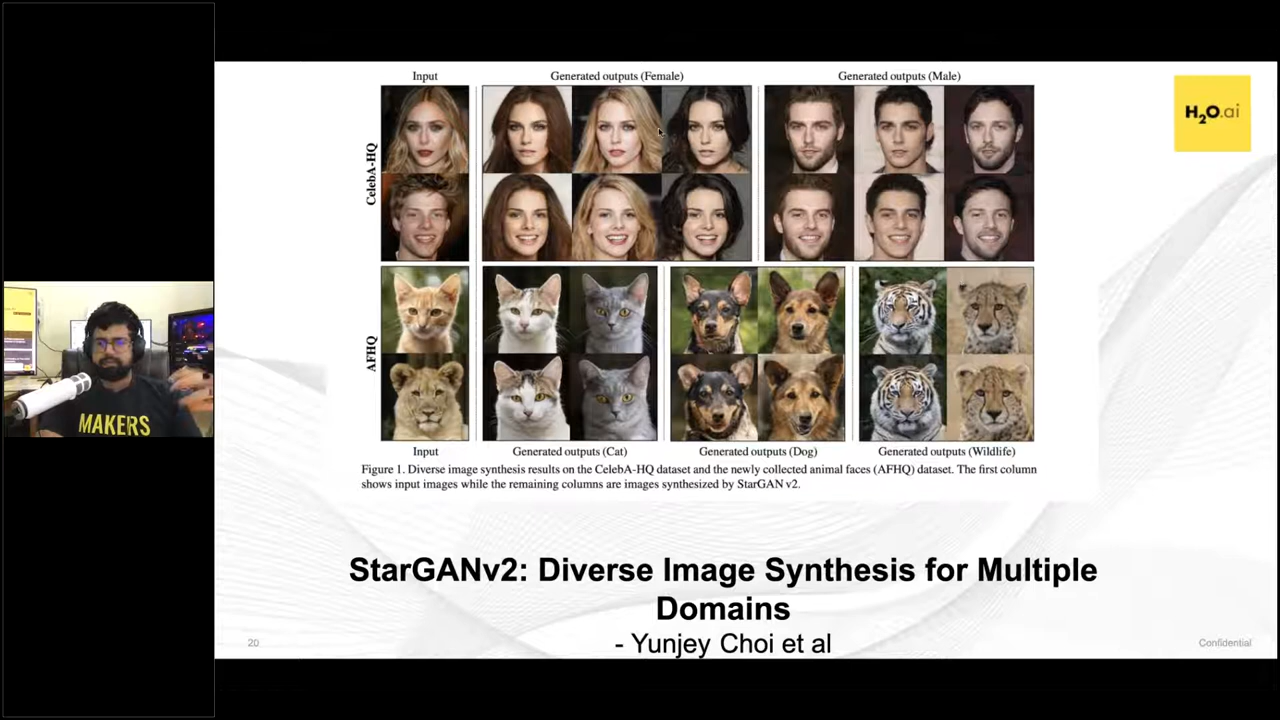 Input Generated outputs (Female) Generated outputs (Male)
H2O.ai
CelebA-HQ
AFHQ
MAKERS
Input Generated outputs (Cat) Generated outputs (Dog) Generated outputs (Wildlife)
Figure 1. Diverse image synthesis results on the CelebA-HQ dataset and the newly collected animal faces (AFHQ) dataset. The first column
shows input images while the remaining columns are images synthesized by StarGAN v2.
StarGANv2: Diverse Image Synthesis for Multiple
Domains
- Yunjey Choi et al
20
Confidential